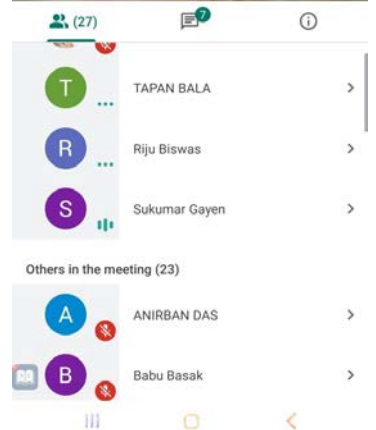 (27)
7
T
TAPAN BALA
R
Riju Biswas
S
Sukumar Gayen
Others in the meeting (23)
A
ANIRBAN DAS
B
Babu Basak